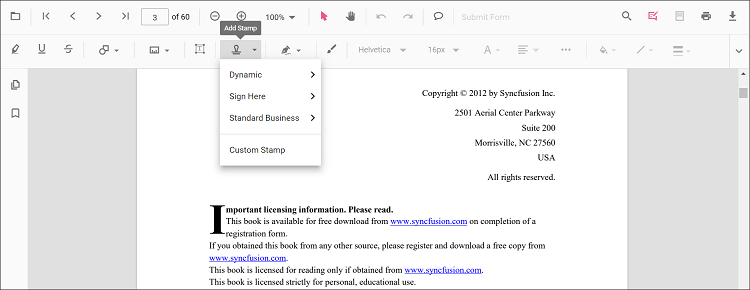 3 of 60 100% Submit Form
Add Stamp
Helvetica 16px A
Dynamic
Sign Here
Standard Business
Custom Stamp
Copyright © 2012 by Syncfusion Inc.
2501 Aerial Center Parkway
Suite 200
Morrisville, NC 27560
USA
All rights reserved.
Important licensing information. Please read.
This book is available for free download from www.syncfusion.com on completion of a
registration form.
If you obtained this book from any other source, please register and download a free copy from
www.syncfusion.com.
This book is licensed for reading only if obtained from www.syncfusion.com.
This book is licensed strictly for personal, educational use.